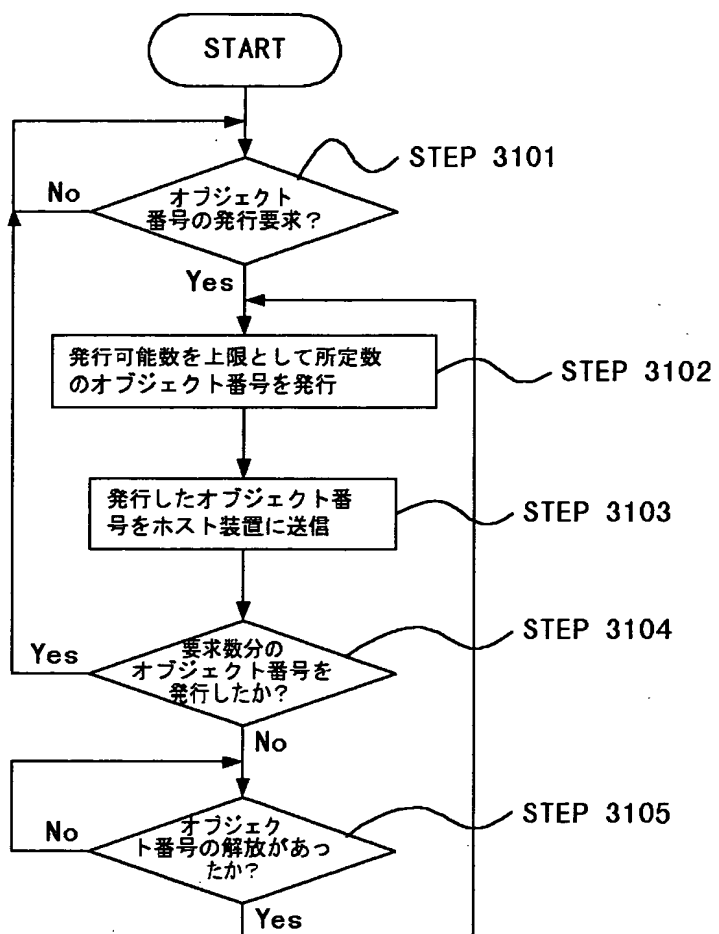 START
STEP 3101
No
オブジェクト
番号の発行要求？
Yes
発行可能数を上限として所定数
のオブジェクト番号を発行
STEP 3102
発行したオブジェクト番
号をホスト装置に送信
STEP 3103
STEP 3104
Yes
要求数分の
オブジェクト番号を
発行したか？
No
STEP 3105
No
オブジェク
ト番号の解放があっ
たか？
Yes